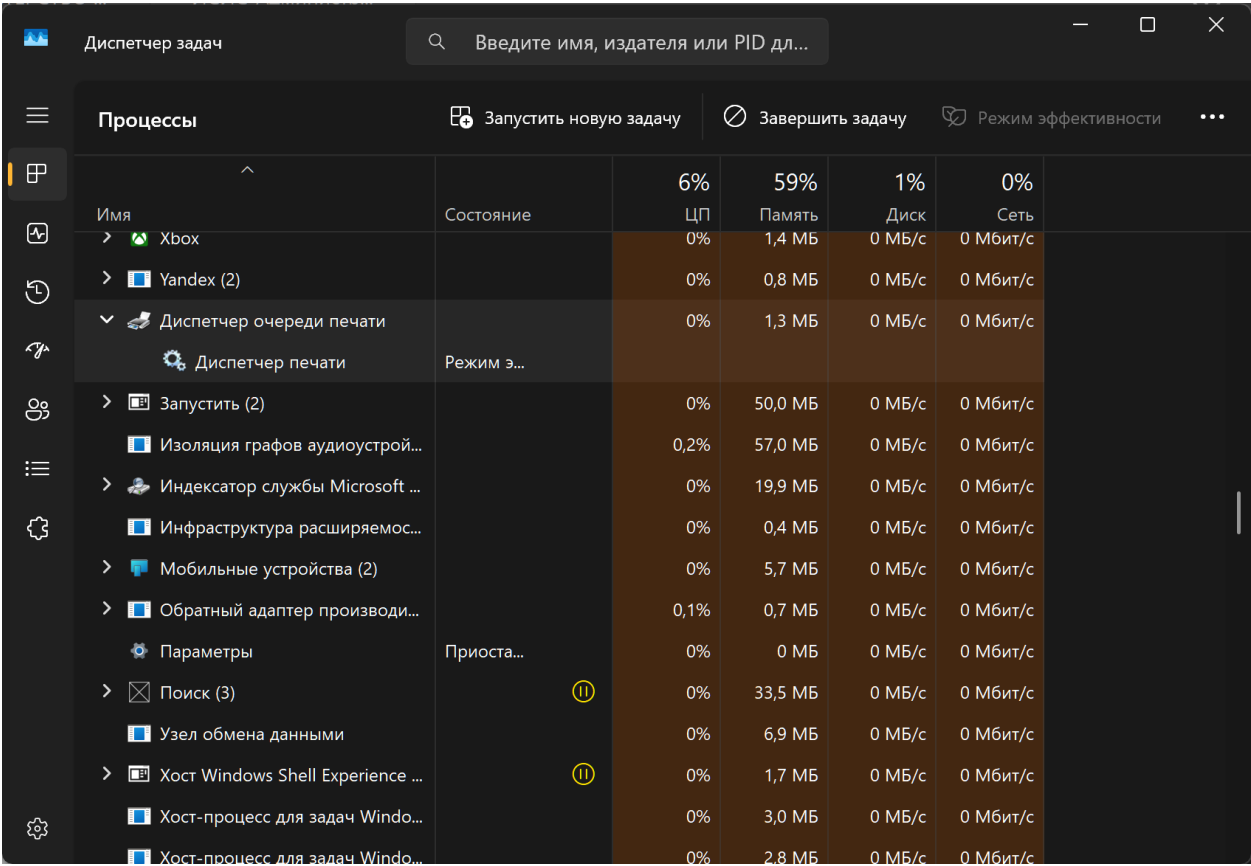 Диспетчер задач
Введите имя, издателя или PID дл...
Процессы Запустить новую задачу Завершить задачу Режим эффективности
6% 59% 1% 0%
Имя Состояние ЦП Память Диск Сеть
Xbox 0% 1,4 МБ 0 МБ/с 0 Мбит/с
Yandex (2) 0% 0,8 МБ 0 МБ/с 0 Мбит/с
Диспетчер очереди печати 0% 1,3 МБ 0 МБ/с 0 Мбит/с
Диспетчер печати Режим э...
Запустить (2) 0% 50,0 МБ 0 МБ/с 0 Мбит/с
Изоляция графов аудиоустрой... 0,2% 57,0 МБ 0 МБ/с 0 Мбит/с
Индексатор службы Microsoft ... 0% 19,9 МБ 0 МБ/с 0 Мбит/с
Инфраструктура расширяемос... 0% 0,4 МБ 0 МБ/с 0 Мбит/с
Мобильные устройства (2) 0% 5,7 МБ 0 МБ/с 0 Мбит/с
Обратный адаптер производи... 0,1% 0,7 МБ 0 МБ/с 0 Мбит/с
Параметры Приоста... 0% 0 МБ 0 МБ/с 0 Мбит/с
Поиск (3) 0% 33,5 МБ 0 МБ/с 0 Мбит/с
Узел обмена данными 0% 6,9 МБ 0 МБ/с 0 Мбит/с
Хост Windows Shell Experience ... 0% 1,7 МБ 0 МБ/с 0 Мбит/с
Хост-процесс для задач Windo... 0% 3,0 МБ 0 МБ/с 0 Мбит/с
Хост-процесс для задач Windo... 0% 2,8 МБ 0 МБ/с 0 Мбит/с